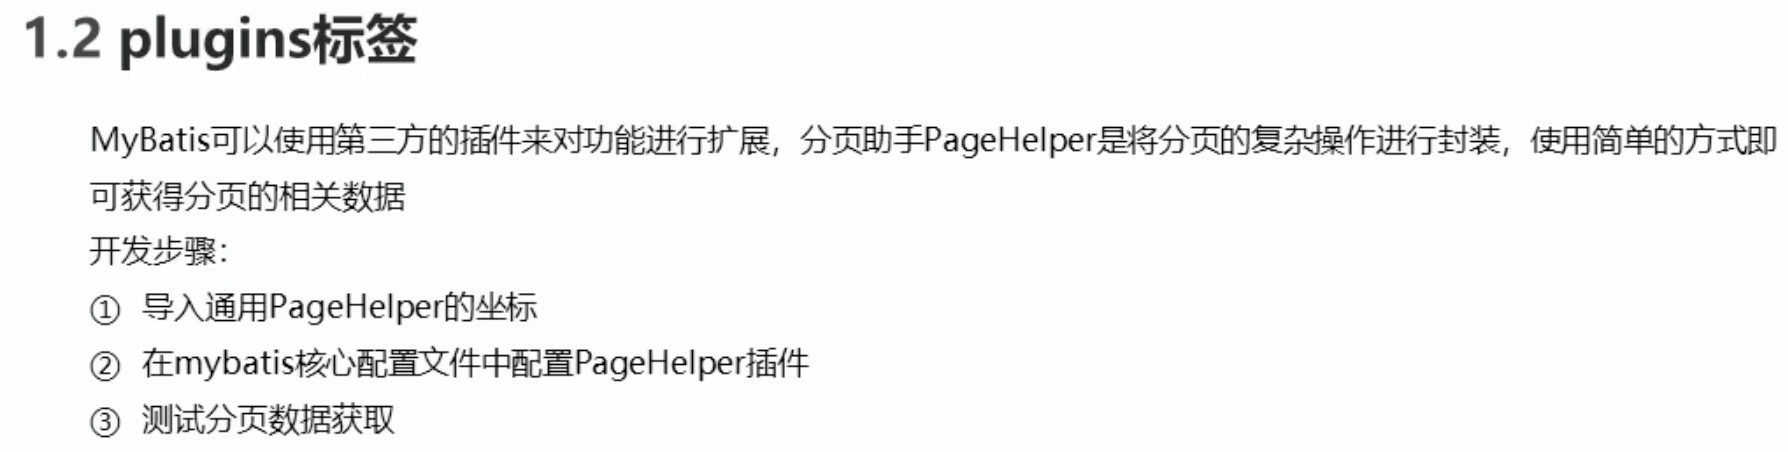 1.2 plugins标签
MyBatis可以使用第三方的插件来对功能进行扩展，分页助手PageHelper是将分页的复杂操作进行封装，使用简单的方式即
可获得分页的相关数据
开发步骤：
① 导入通用PageHelper的坐标
② 在mybatis核心配置文件中配置PageHelper插件
③ 测试分页数据获取